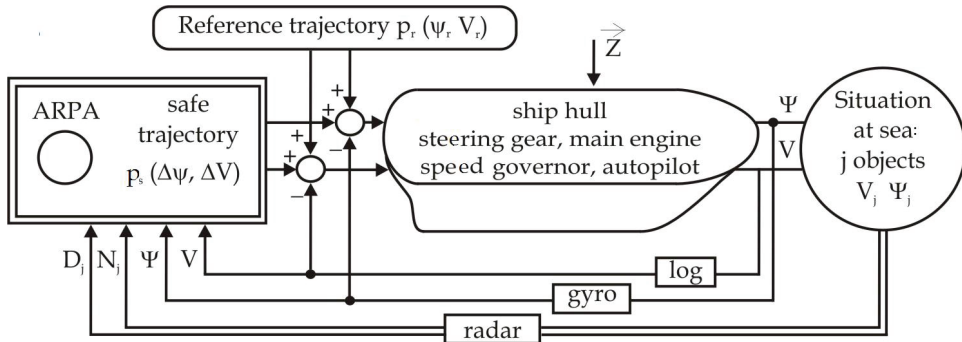 Reference trajectory pᵣ (ψᵣ Vᵣ)
Z
ARPA
safe
trajectory
pₛ (Δψ, ΔV)
+
+
+
+
−
−
ship hull
steering gear, main engine
speed governor, autopilot
Ψ
V
Situation
at sea:
j objects
Vⱼ Ψⱼ
Dⱼ Nⱼ Ψ V
log
gyro
radar